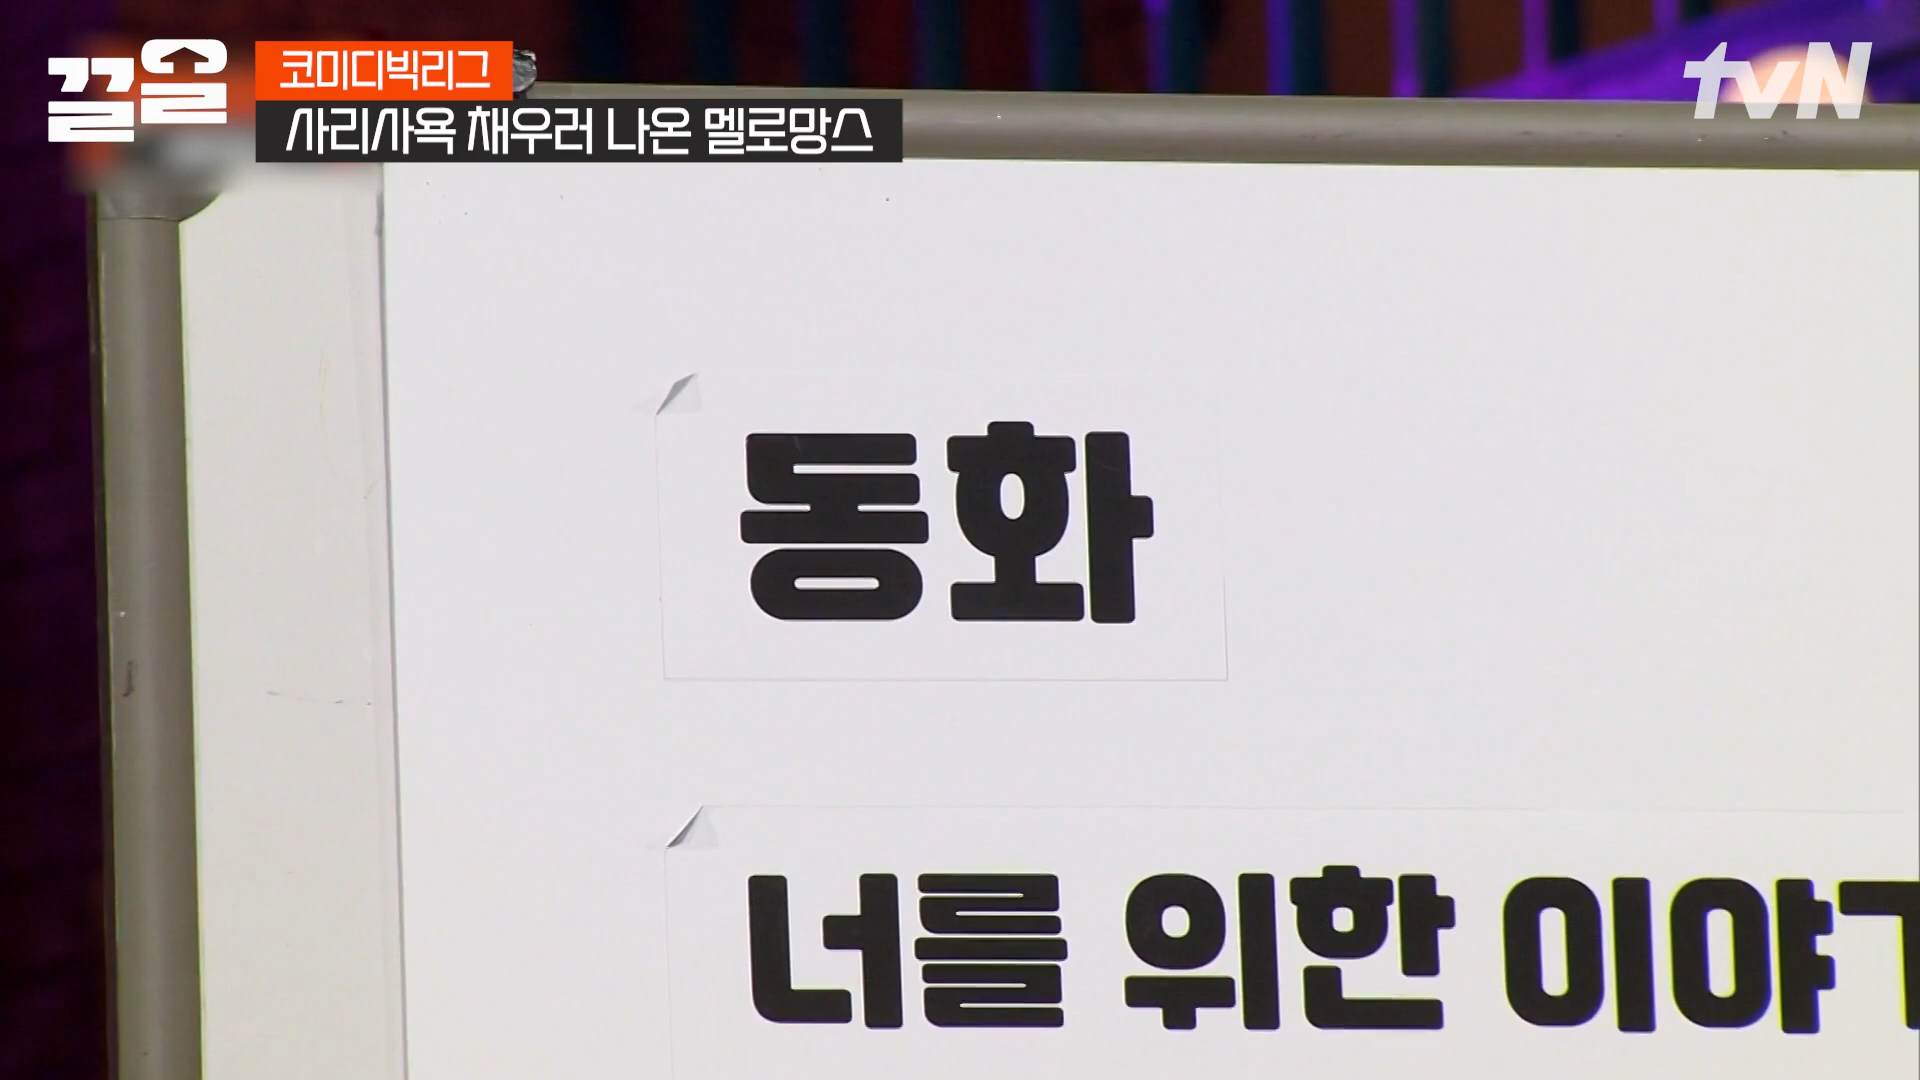 끌올
코미디빅리그
사리사욕 채우러 나온 멜로망스
tvN
동화
너를 위한 이야